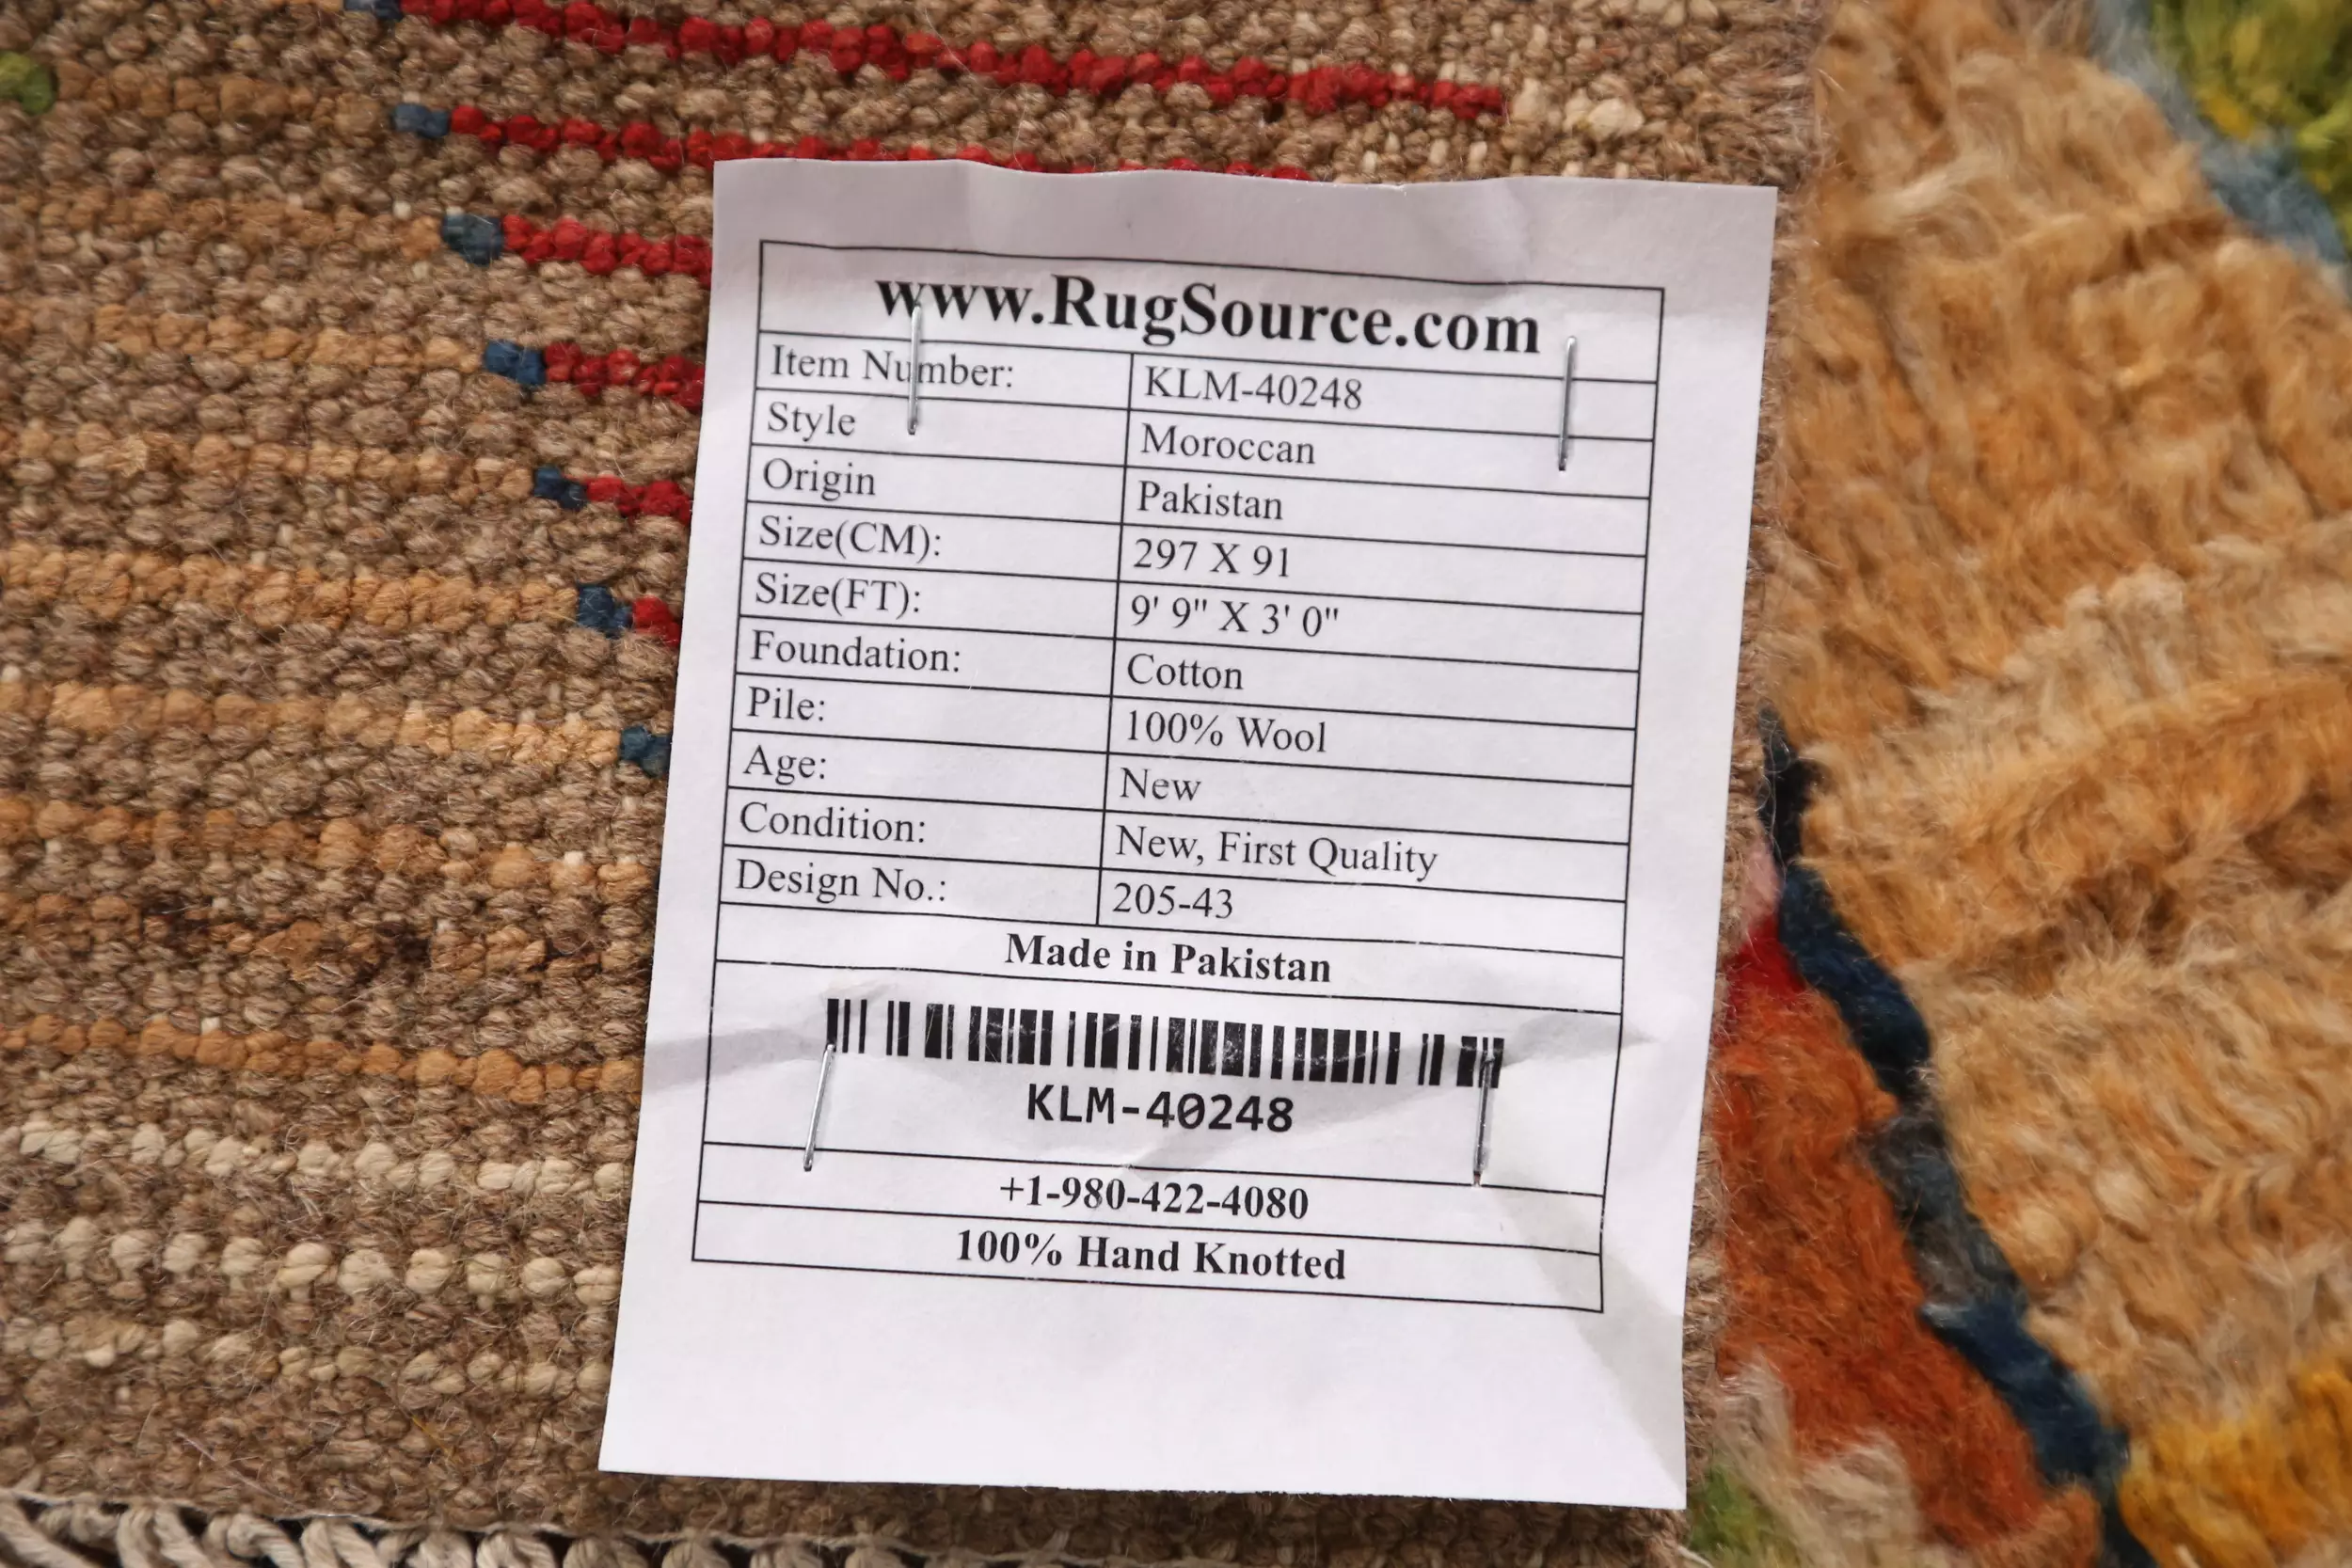 www.RugSource.com
Item Number: KLM-40248
Style Moroccan
Origin Pakistan
Size(CM): 297 X 91
Size(FT): 9' 9" X 3' 0"
Foundation: Cotton
Pile: 100% Wool
Age: New
Condition: New, First Quality
Design No.: 205-43
Made in Pakistan
KLM-40248
+1-980-422-4080
100% Hand Knotted